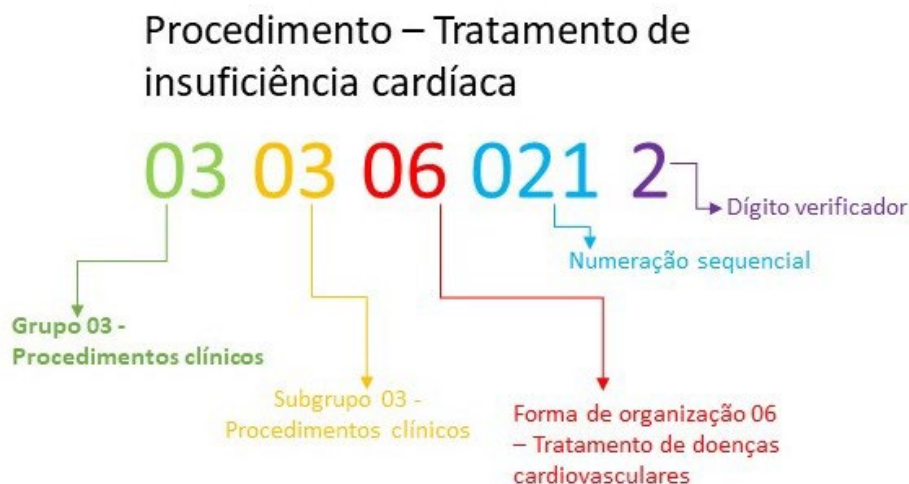 Procedimento – Tratamento de
insuficiência cardíaca
03 03 06 021 2
Dígito verificador
Numeração sequencial
Grupo 03 -
Procedimentos clínicos
Subgrupo 03 -
Procedimentos clínicos
Forma de organização 06
– Tratamento de doenças
cardiovasculares